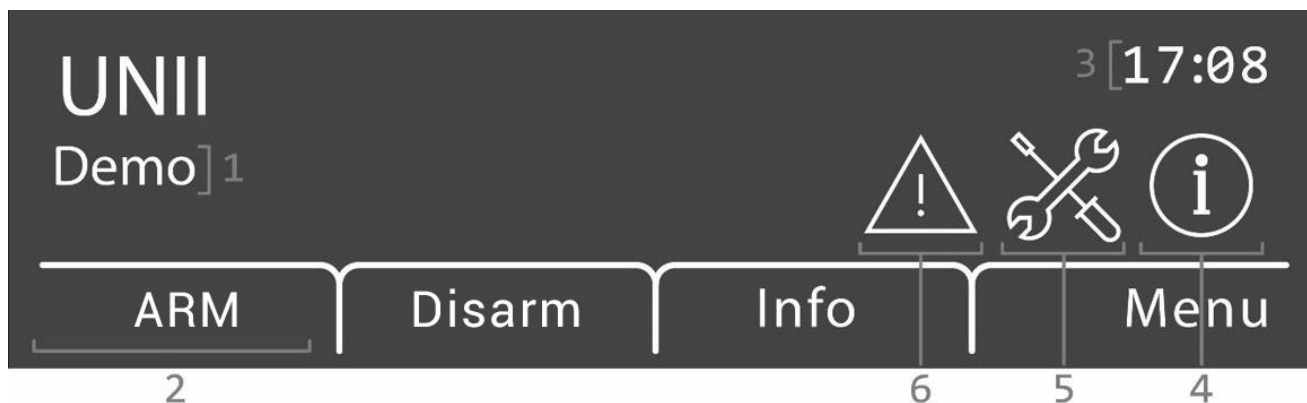 UNII
3 [17:08
Demo]1
!
i
ARM Disarm Info Menu
2 6 5 4